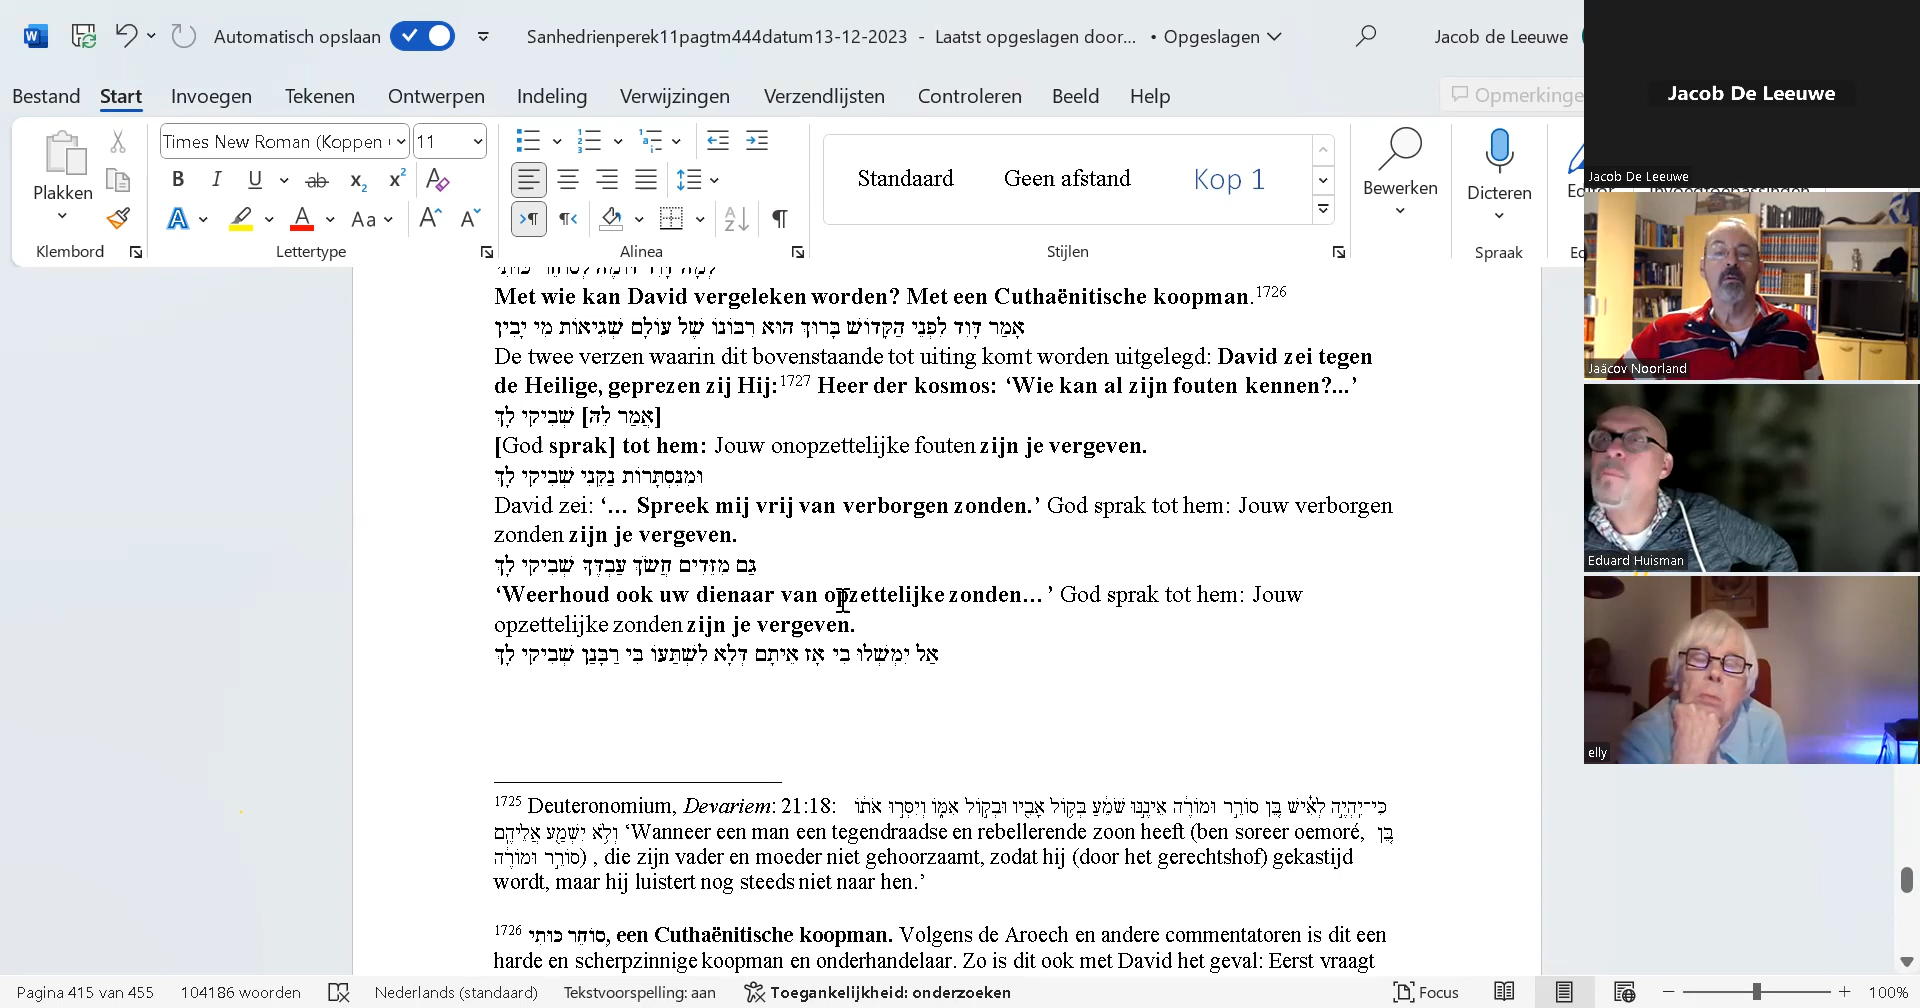 Automatisch opslaan
Sanhedrienperek11pagtm444datum13-12-2023 - Laatst opgeslagen door... • Opgeslagen
Jacob de Leeuwe
Bestand Start Invoegen Tekenen Ontwerpen Indeling Verwijzingen Verzendlijsten Controleren Beeld Help
Opmerkinge
Times New Roman (Koppen 11
Plakken
Standaard Geen afstand Kop 1
Bewerken
Dicteren
Klembord Lettertype Alinea Stijlen Spraak
Met wie kan David vergeleken worden? Met een Cuthaënitische koopman.1726
אָמַר דָּוִד לִפְנֵי הַקָּדוֹשׁ בָּרוּךְ הוּא רִבּוֹנוֹ שֶׁל עוֹלָם שְׁגִיאוֹת מִי יָבִין
De twee verzen waarin dit bovenstaande tot uiting komt worden uitgelegd: David zei tegen
de Heilige, geprezen zij Hij:1727 Heer der kosmos: ‘Wie kan al zijn fouten kennen?...’
[אֲמַר לֵהּ] שְׁבִיקִי לָךְ
[God sprak] tot hem: Jouw onopzettelijke fouten zijn je vergeven.
וּמִנִּסְתָּרוֹת נַקֵּנִי שְׁבִיקִי לָךְ
David zei: ‘… Spreek mij vrij van verborgen zonden.’ God sprak tot hem: Jouw verborgen
zonden zijn je vergeven.
גַּם מִזֵּדִים חֲשֹׂךְ עַבְדֶּךָ שְׁבִיקִי לָךְ
‘Weerhoud ook uw dienaar van opzettelijke zonden…’ God sprak tot hem: Jouw
opzettelijke zonden zijn je vergeven.
אַל יִמְשְׁלוּ בִי אָז אֵיתָם דְּלָא לִשְׁתַּעוֹ בִּי רַבָּנַן שְׁבִיקִי לָךְ
1725 Deuteronomium, Devariem: 21:18: כִּי־יִהְיֶה לְאִישׁ בֵּן סוֹרֵר וּמוֹרֶה אֵינֶנּוּ שֹׁמֵעַ בְּקוֹל אָבִיו וּבְקוֹל אִמּוֹ וְיִסְּרוּ אֹתוֹ
וְלֹא יִשְׁמַע אֲלֵיהֶם ‘Wanneer een man een tegendraadse en rebellerende zoon heeft (ben soreer oemoré, בֵּן
סוֹרֵר וּמוֹרֶה) , die zijn vader en moeder niet gehoorzaamt, zodat hij (door het gerechtshof) gekastijd
wordt, maar hij luistert nog steeds niet naar hen.’
1726 סוֹחֵר כּוּתִי, een Cuthaënitische koopman. Volgens de Aroech en andere commentatoren is dit een
harde en scherpzinnige koopman en onderhandelaar. Zo is dit ook met David het geval: Eerst vraagt
Pagina 415 van 455 104186 woorden Nederlands (standaard) Tekstvoorspelling: aan Toegankelijkheid: onderzoeken Focus 100%
Jacob De Leeuwe
Jacob De Leeuwe
Jaäcov Noorland
Eduard Huisman
elly